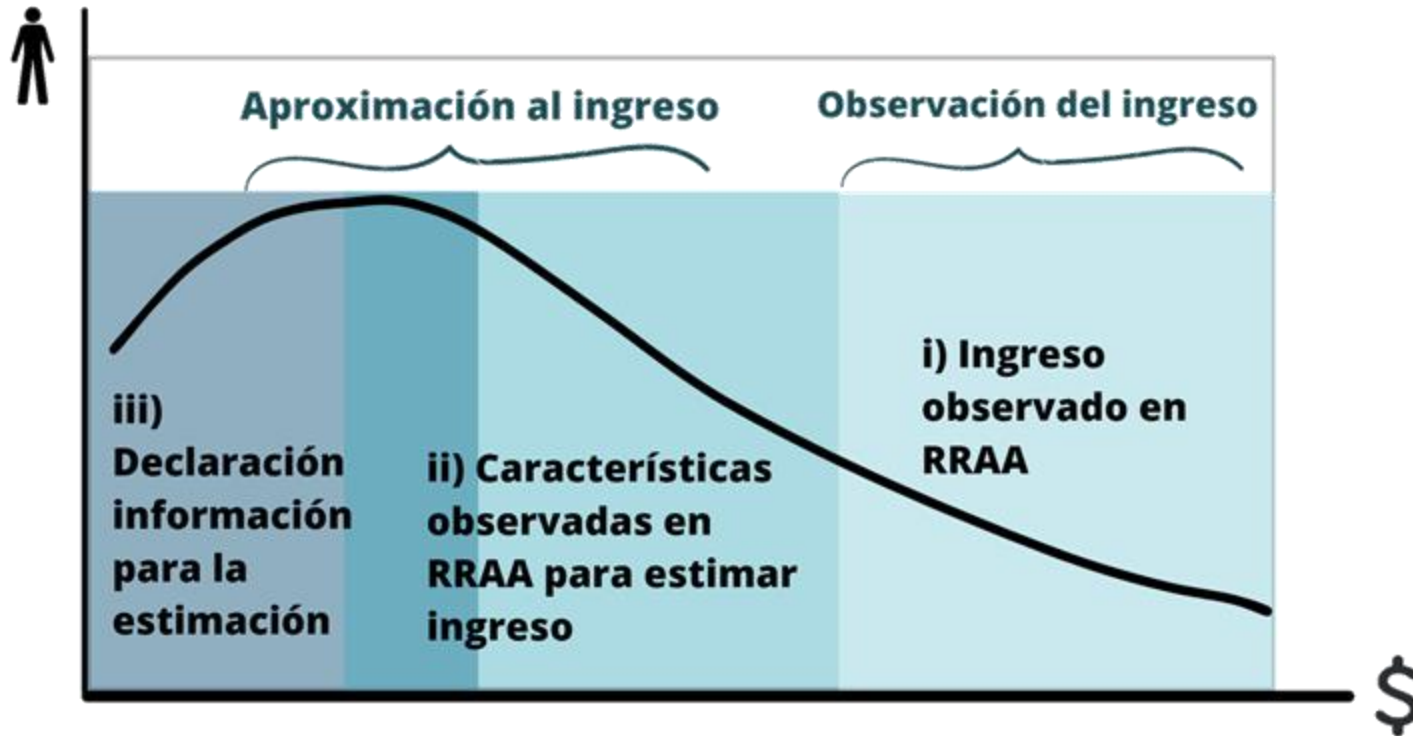 Aproximación al ingreso
Observación del ingreso
iii)
Declaración
información
para la
estimación
ii) Características
observadas en
RRAA para estimar
ingreso
i) Ingreso
observado en
RRAA
$